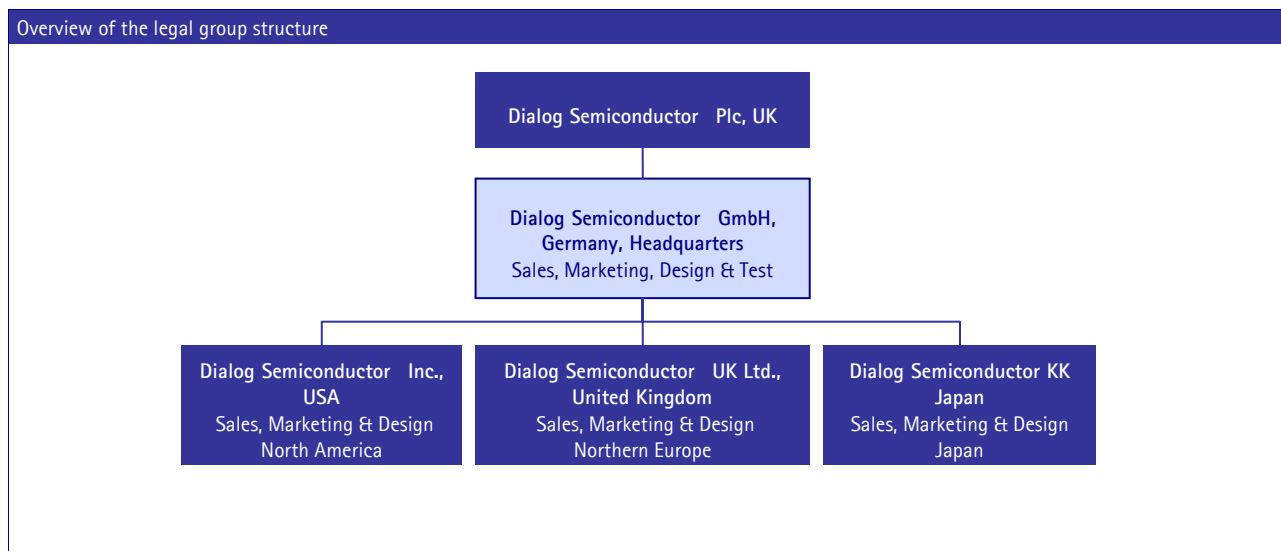 Overview of the legal group structure
Dialog Semiconductor Plc, UK
Dialog Semiconductor GmbH,
Germany, Headquarters
Sales, Marketing, Design & Test
Dialog Semiconductor Inc.,
USA
Sales, Marketing & Design
North America
Dialog Semiconductor UK Ltd.,
United Kingdom
Sales, Marketing & Design
Northern Europe
Dialog Semiconductor KK
Japan
Sales, Marketing & Design
Japan